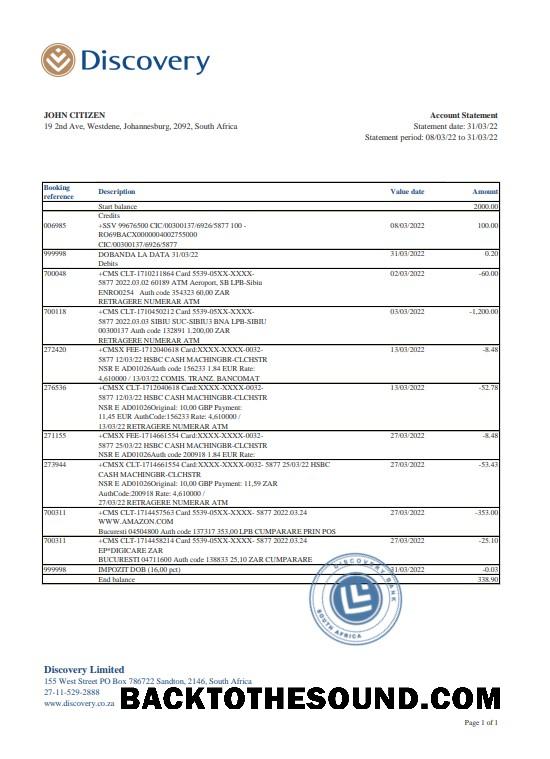 Discovery
JOHN CITIZEN
19 2nd Ave, Westdene, Johannesburg, 2092, South Africa
Account Statement
Statement date: 31/03/22
Statement period: 08/03/22 to 31/03/22
Booking reference Description Value date Amount
Start balance 2000.00
Credits
006985 +SSV 99676500 CIC/00300137/6926/5877 100 - 08/03/2022 100.00
RO69BACX0000004002755000
CIC/00300137/6926/5877
999998 DOBANDA LA DATA 31/03/22 31/03/2022 0.20
Debits
700048 +CMS CLT-1710211864 Card 5539-05XX-XXXX- 02/03/2022 -60.00
5877 2022.03.02 60189 ATM Aeroport, SB LPB-Sibiu
ENRO0254 Auth code 354323 60,00 ZAR
RETRAGERE NUMERAR ATM
700118 +CMS CLT-1710450212 Card 5539-05XX-XXXX- 03/03/2022 -1,200.00
5877 2022.03.03 SIBIU SUC-SIBIU3 BNA LPB-SIBIU
00300137 Auth code 132891 1.200,00 ZAR
RETRAGERE NUMERAR ATM
272420 +CMSX FEE-1712040618 Card:XXXX-XXXX-0032- 13/03/2022 -8.48
5877 12/03/22 HSBC CASH MACHINGBR-CLCHSTR
NSR E AD01026Auth code 156233 1.84 EUR Rate:
4,610000 / 13/03/22 COMIS. TRANZ. BANCOMAT
276536 +CMSX CLT-1712040618 Card:XXXX-XXXX-0032- 13/03/2022 -52.78
5877 12/03/22 HSBC CASH MACHINGBR-CLCHSTR
NSR E AD01026Original: 10,00 GBP Payment:
11,45 EUR AuthCode:156233 Rate: 4,610000 /
13/03/22 RETRAGERE NUMERAR ATM
271155 +CMSX FEE-1714661554 Card:XXXX-XXXX-0032- 27/03/2022 -8.48
5877 25/03/22 HSBC CASH MACHINGBR-CLCHSTR
NSR E AD01026Auth code 200918 1.84 EUR Rate:
273944 +CMSX CLT-1714661554 Card:XXXX-XXXX-0032- 5877 25/03/22 HSBC 27/03/2022 -53.43
CASH MACHINGBR-CLCHSTR
NSR E AD01026Original: 10,00 GBP Payment: 11,59 ZAR
AuthCode:200918 Rate: 4,610000 /
27/03/22 RETRAGERE NUMERAR ATM
700311 +CMS CLT-1714457563 Card 5539-05XX-XXXX- 5877 2022.03.24 27/03/2022 -353.00
WWW.AMAZON.COM
Bucuresti 04504800 Auth code 137317 353,00 LPB CUMPARARE PRIN POS
700311 +CMS CLT-1714458214 Card 5539-05XX-XXXX- 5877 2022.03.24 27/03/2022 -25.10
EP*DIGICARE ZAR
BUCURESTI 04711600 Auth code 138833 25,10 ZAR CUMPARARE
999998 IMPOZIT DOB (16,00 pct) 31/03/2022 -0.03
End balance 338.90
DISCOVERY BANK
SOUTH AFRICA
Discovery Limited
155 West Street PO Box 786722 Sandton, 2146, South Africa
27-11-529-2888
www.discovery.co.za
BACKTOTHESOUND.COM
Page 1 of 1